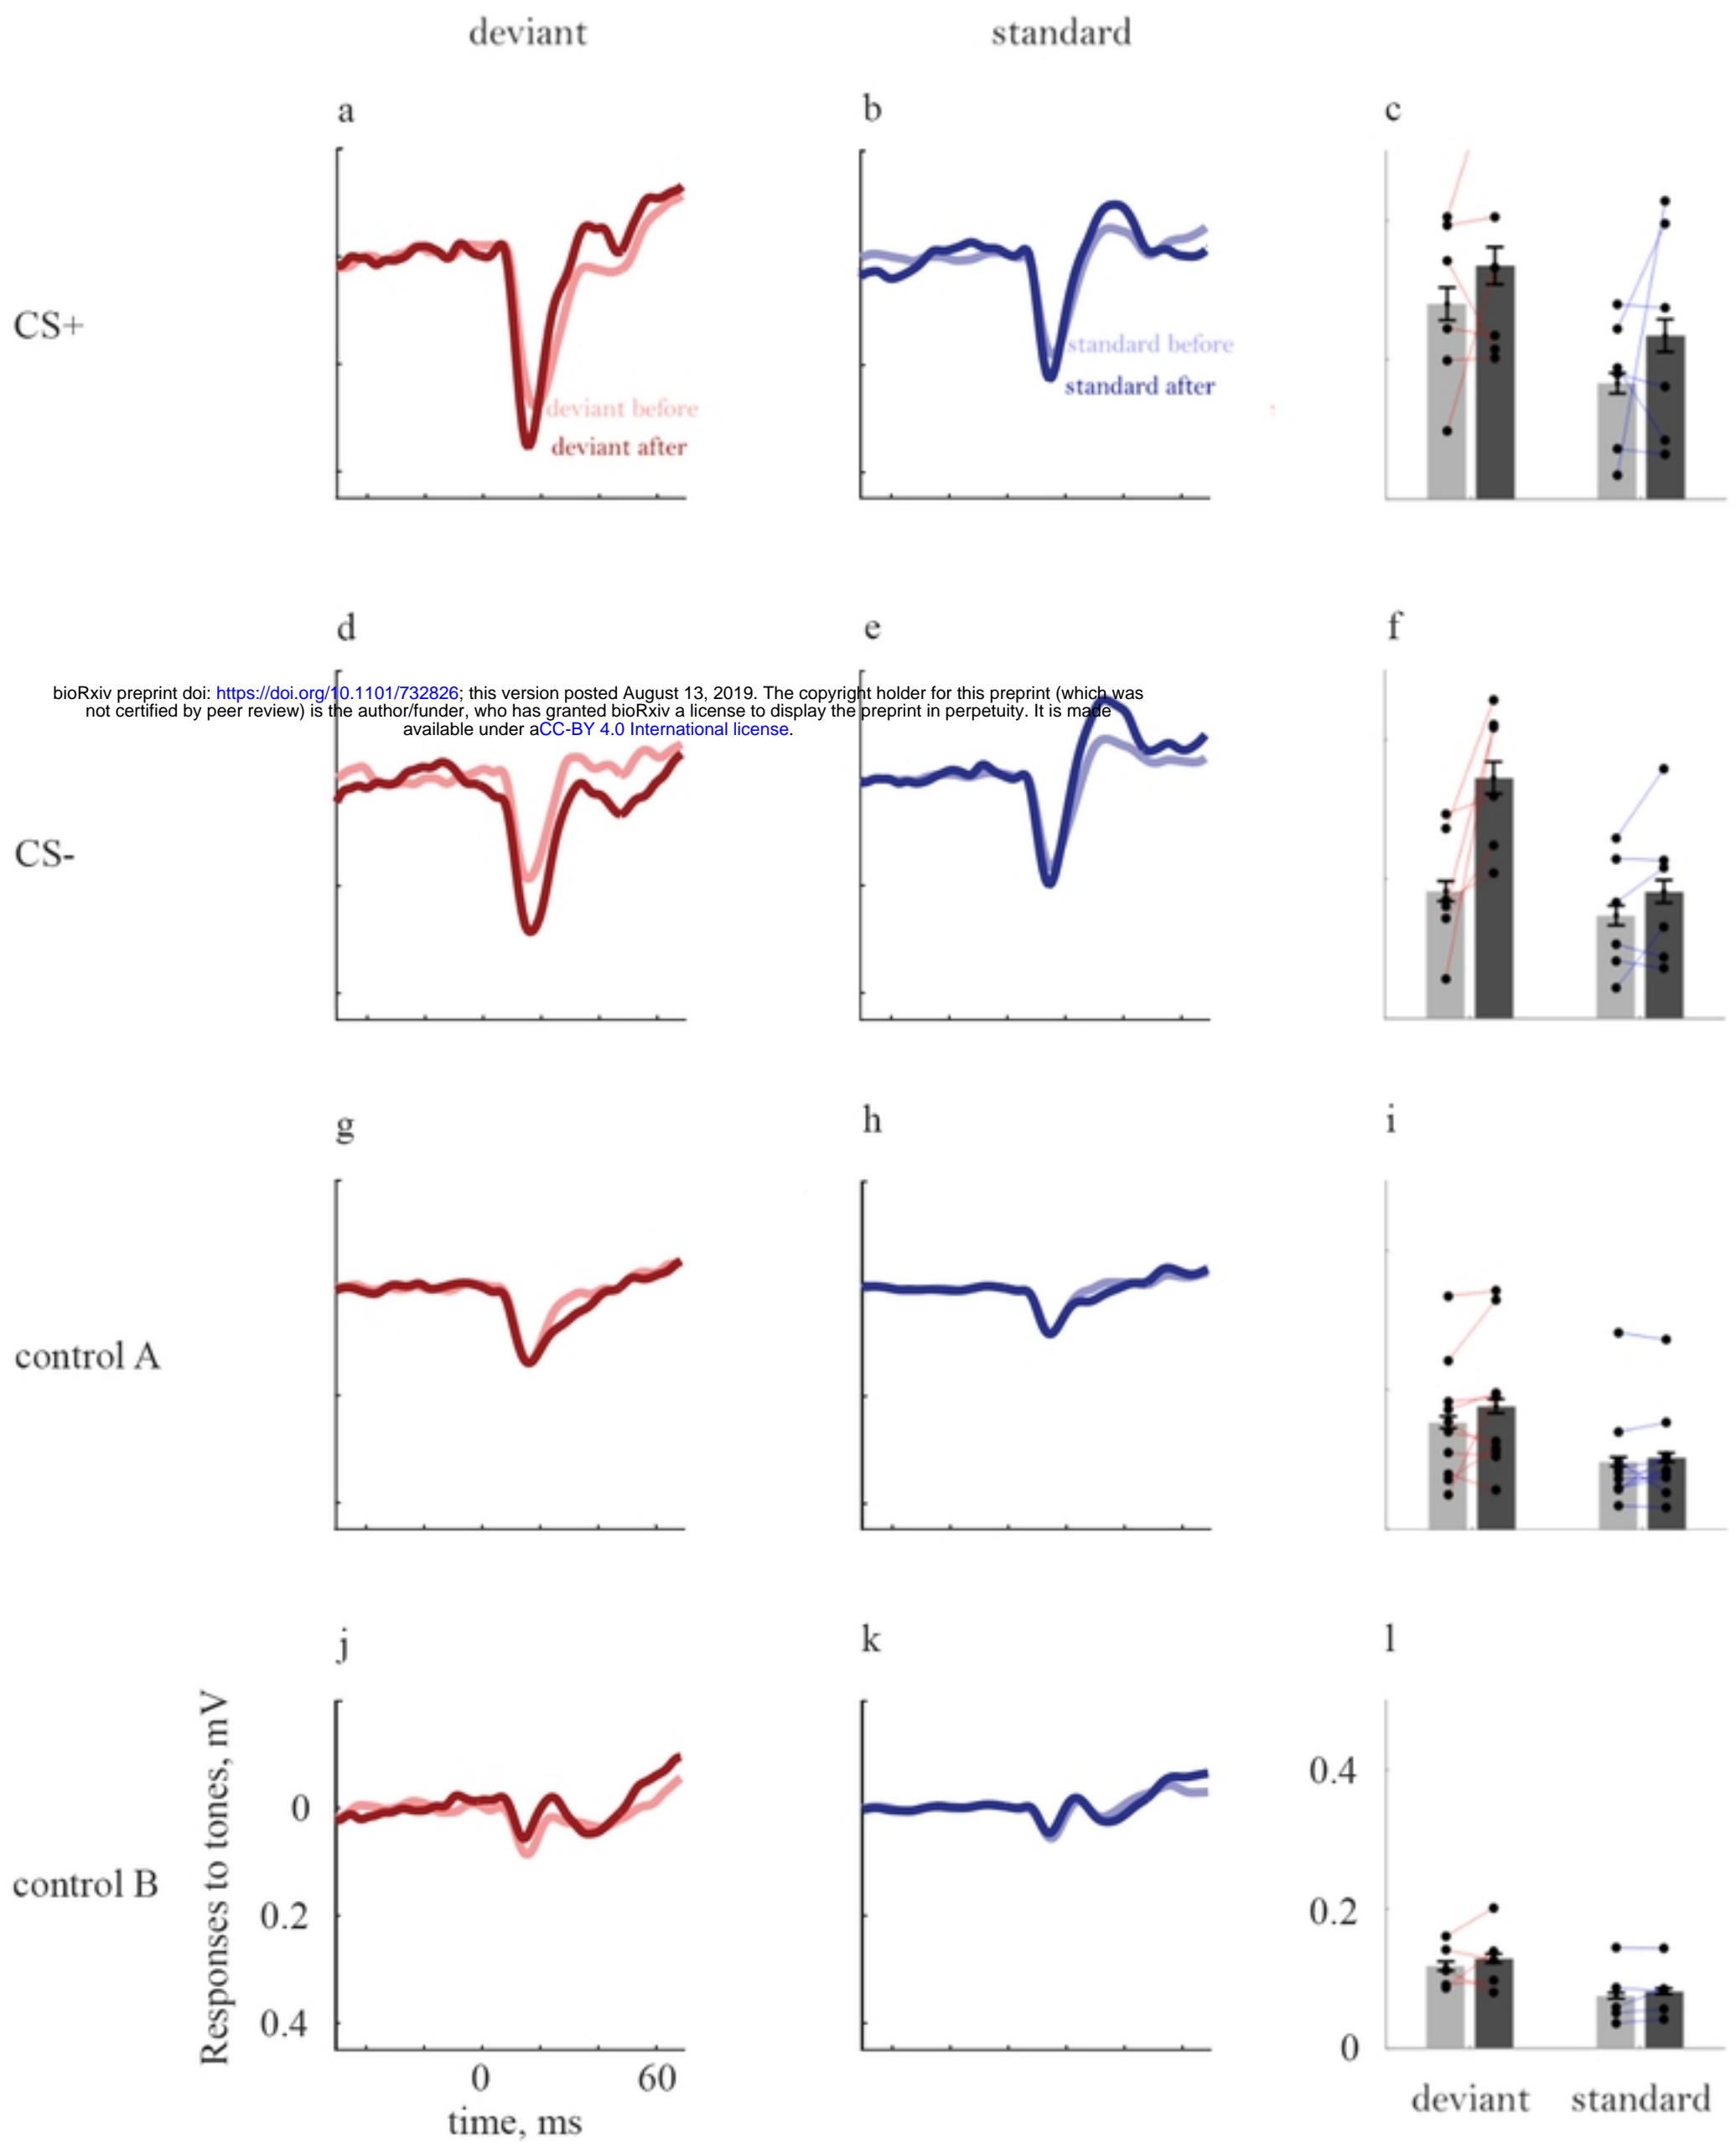 deviant
standard
a
b
c
CS+
standard before
standard after
deviant before
deviant after
d
e
f
bioRxiv preprint doi: https://doi.org/10.1101/732826; this version posted August 13, 2019. The copyright holder for this preprint (which was
not certified by peer review) is the author/funder, who has granted bioRxiv a license to display the preprint in perpetuity. It is made
available under aCC-BY 4.0 International license.
CS-
g
h
i
control A
j
k
l
control B
Responses to tones, mV
0
0.2
0.4
0
60
time, ms
0.4
0.2
0
deviant
standard